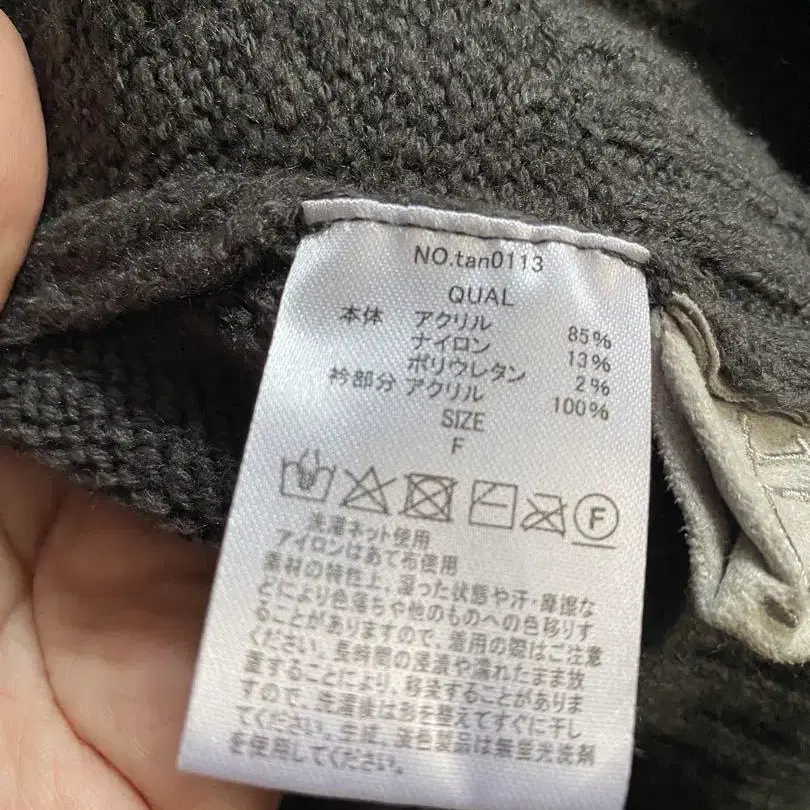 NO.tan0113
QUAL
本体 アクリル 85%
ナイロン 13%
ポリウレタン 2%
衿部分 アクリル 100%
SIZE
F
F
洗濯ネット使用
アイロンはあて布使用
素材の特性上、湿った状態や汗・摩擦な
どにより色落ちや他のものへの色移りす
ることがありますので、着用の際はご注意
ください。長時間の浸漬や濡れたまま放
置することにより、移染することがありま
すので、洗濯後は形を整えてすぐに干し
てください。生成、淡色製品は無蛍光洗剤
を使用してください。